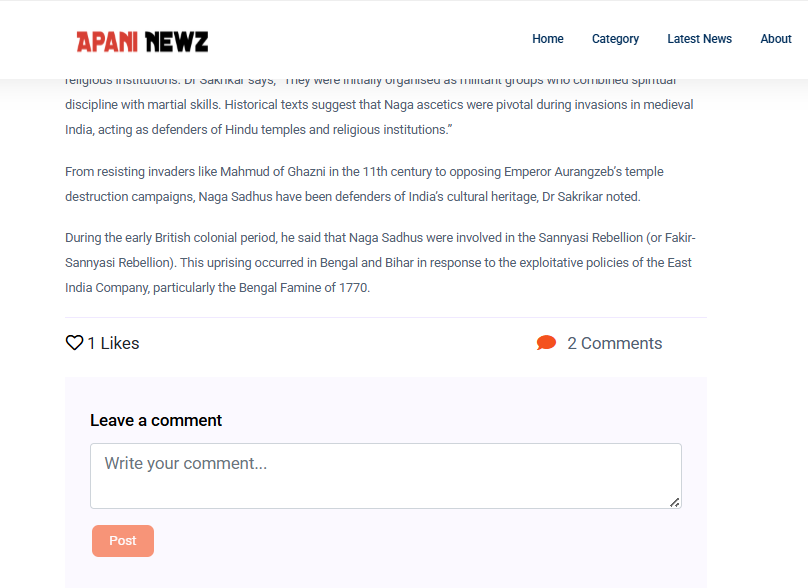 APANI NEWZ
Home Category Latest News About
religious institutions. Dr Sakrikar says, “They were initially organised as militant groups who combined spiritual
discipline with martial skills. Historical texts suggest that Naga ascetics were pivotal during invasions in medieval
India, acting as defenders of Hindu temples and religious institutions.”
From resisting invaders like Mahmud of Ghazni in the 11th century to opposing Emperor Aurangzeb’s temple
destruction campaigns, Naga Sadhus have been defenders of India’s cultural heritage, Dr Sakrikar noted.
During the early British colonial period, he said that Naga Sadhus were involved in the Sannyasi Rebellion (or Fakir-
Sannyasi Rebellion). This uprising occurred in Bengal and Bihar in response to the exploitative policies of the East
India Company, particularly the Bengal Famine of 1770.
1 Likes 2 Comments
Leave a comment
Write your comment...
Post